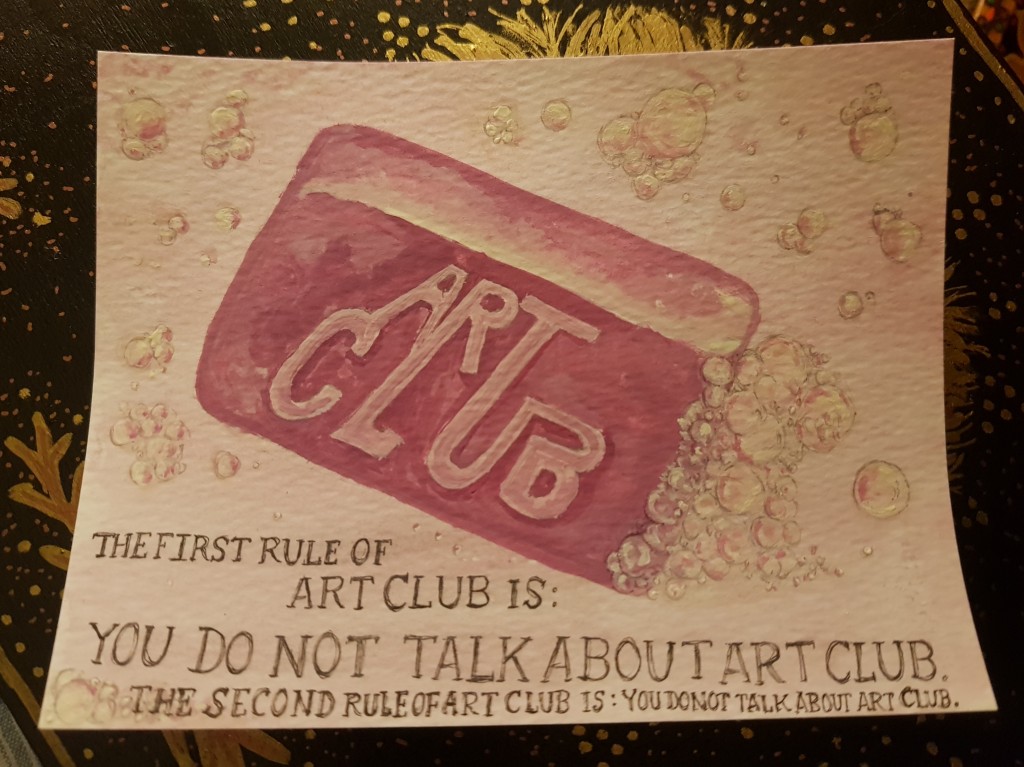 ART
CLUB
THE FIRST RULE OF
ART CLUB IS:
YOU DO NOT TALK ABOUT ART CLUB.
THE SECOND RULE OF ART CLUB IS: YOU DO NOT TALK ABOUT ART CLUB.